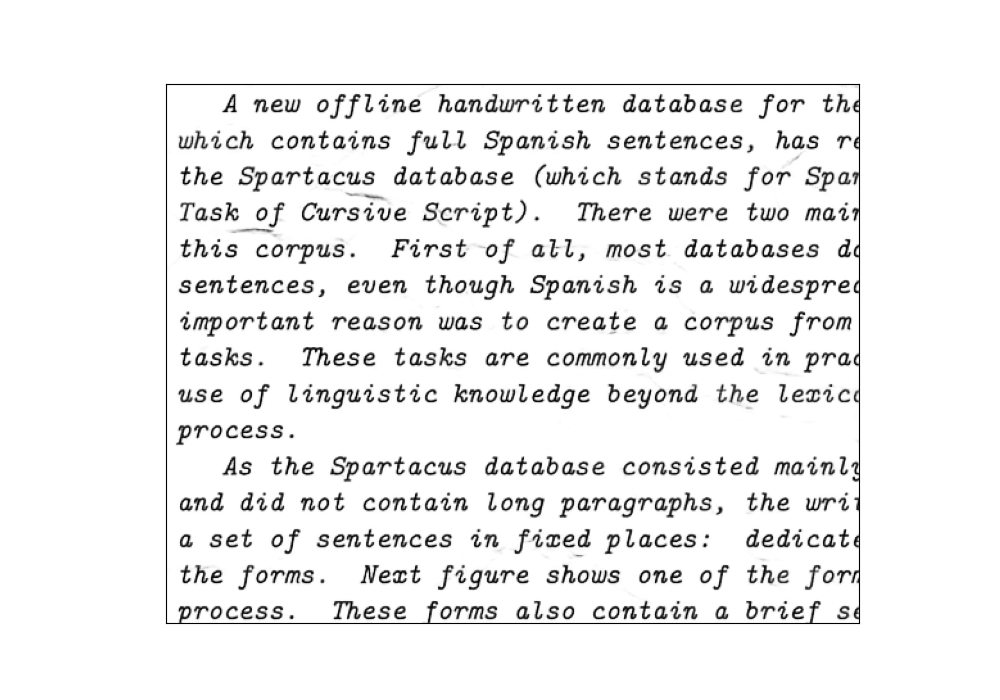 A new offline handwritten database for the
which contains full Spanish sentences, has re
the Spartacus database (which stands for Spa
Task of Cursive Script). There were two mai
this corpus. First of all, most databases do
sentences, even though Spanish is a widesprea
important reason was to create a corpus from
tasks. These tasks are commonly used in prac
use of linguistic knowledge beyond the lexic
process.
As the Spartacus database consisted mainly
and did not contain long paragraphs, the writ
a set of sentences in fixed places: dedicate
the forms. Next figure shows one of the for
process. These forms also contain a brief se